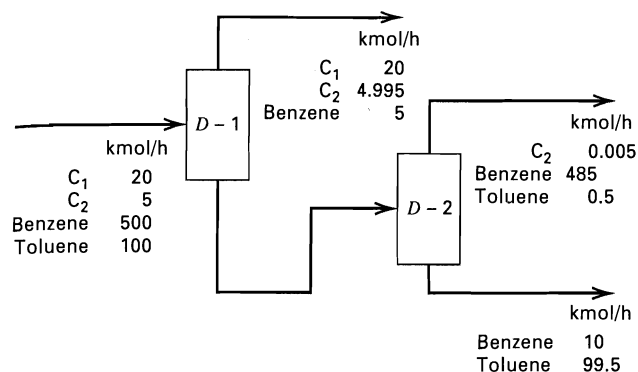 kmol/h
C₁ 20
C₂ 4.995
Benzene 5
D – 1
kmol/h
C₁ 20
C₂ 5
Benzene 500
Toluene 100
kmol/h
C₂ 0.005
Benzene 485
Toluene 0.5
D – 2
kmol/h
Benzene 10
Toluene 99.5